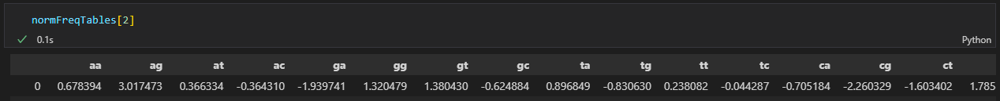 normFreqTables[2]
✓ 0.1s Python
aa ag at ac ga gg gt gc ta tg tt tc ca cg ct
0 0.678394 3.017473 0.366334 -0.364310 -1.939741 1.320479 1.380430 -0.624884 0.896849 -0.830630 0.238082 -0.044287 -0.705184 -2.260329 -1.603402 1.785